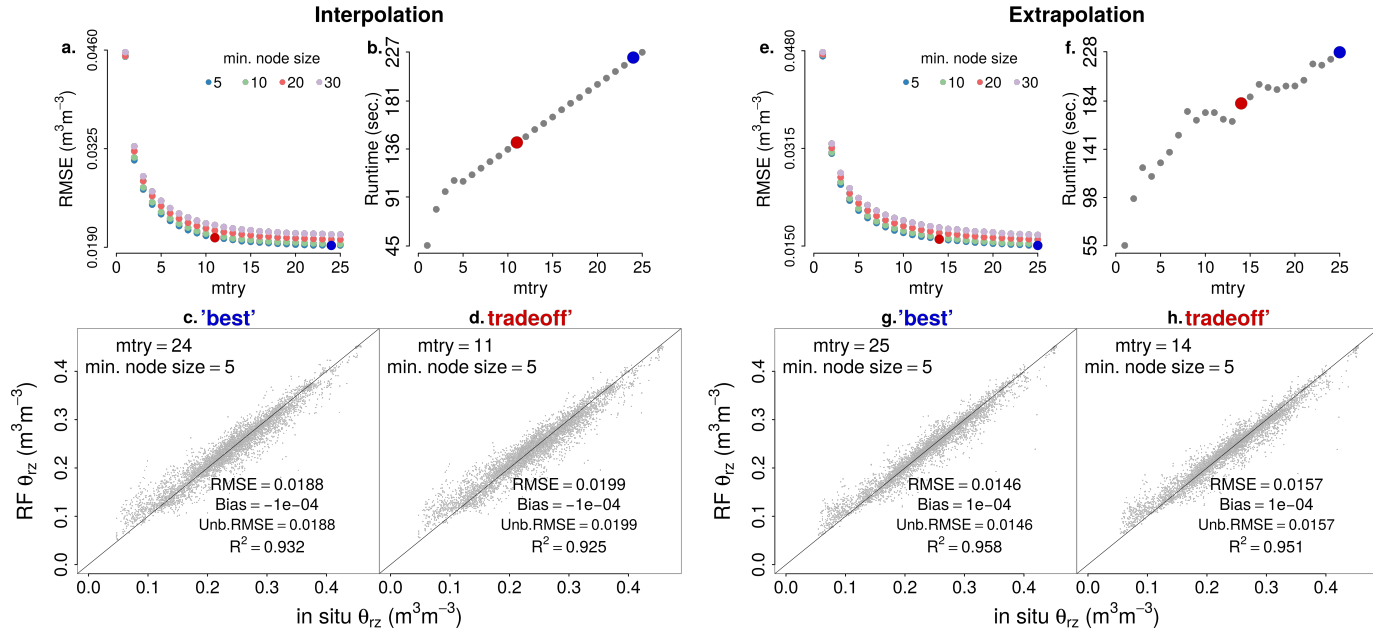 Interpolation
a.
RMSE (m³m⁻³)
0.0460
0.0325
0.0190
min. node size
5 10 20 30
0 5 10 15 20 25
mtry
b.
Runtime (sec.)
227
181
136
91
45
0 5 10 15 20 25
mtry
c. 'best'
mtry = 24
min. node size = 5
RMSE = 0.0188
Bias = −1e−04
Unb.RMSE = 0.0188
R² = 0.932
d. tradeoff'
mtry = 11
min. node size = 5
RMSE = 0.0199
Bias = −1e−04
Unb.RMSE = 0.0199
R² = 0.925
RF θrz (m³m⁻³)
0.4
0.3
0.2
0.1
0.0
0.0 0.1 0.2 0.3 0.4
0.0 0.1 0.2 0.3 0.4
in situ θrz (m³m⁻³)
Extrapolation
e.
RMSE (m³m⁻³)
0.0480
0.0315
0.0150
min. node size
5 10 20 30
0 5 10 15 20 25
mtry
f.
Runtime (sec.)
228
184
141
98
55
0 5 10 15 20 25
mtry
g. 'best'
mtry = 25
min. node size = 5
RMSE = 0.0146
Bias = 1e−04
Unb.RMSE = 0.0146
R² = 0.958
h. tradeoff'
mtry = 14
min. node size = 5
RMSE = 0.0157
Bias = 1e−04
Unb.RMSE = 0.0157
R² = 0.951
RF θrz (m³m⁻³)
0.4
0.3
0.2
0.1
0.0
0.0 0.1 0.2 0.3 0.4
0.0 0.1 0.2 0.3 0.4
in situ θrz (m³m⁻³)